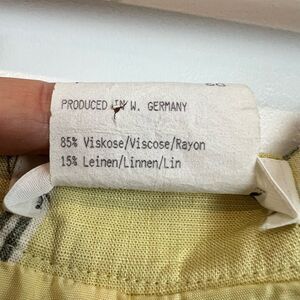 PRODUCED IN W. GERMANY
85% Viskose/Viscose/Rayon
15% Leinen/Linnen/Lin